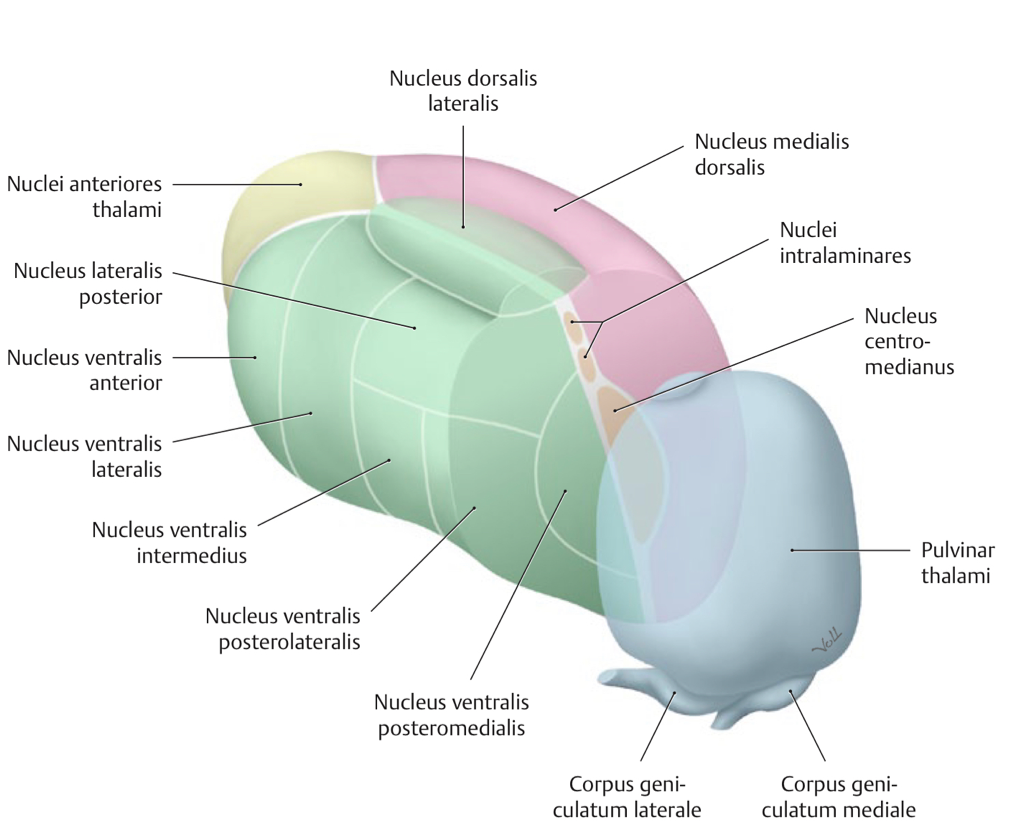 Nucleus dorsalis
lateralis
Nucleus medialis
dorsalis
Nuclei anteriores
thalami
Nuclei
intralaminares
Nucleus lateralis
posterior
Nucleus
centro-
medianus
Nucleus ventralis
anterior
Nucleus ventralis
lateralis
Nucleus ventralis
intermedius
Pulvinar
thalami
Nucleus ventralis
posterolateralis
Voll
Nucleus ventralis
posteromedialis
Corpus geni-
culatum laterale
Corpus geni-
culatum mediale